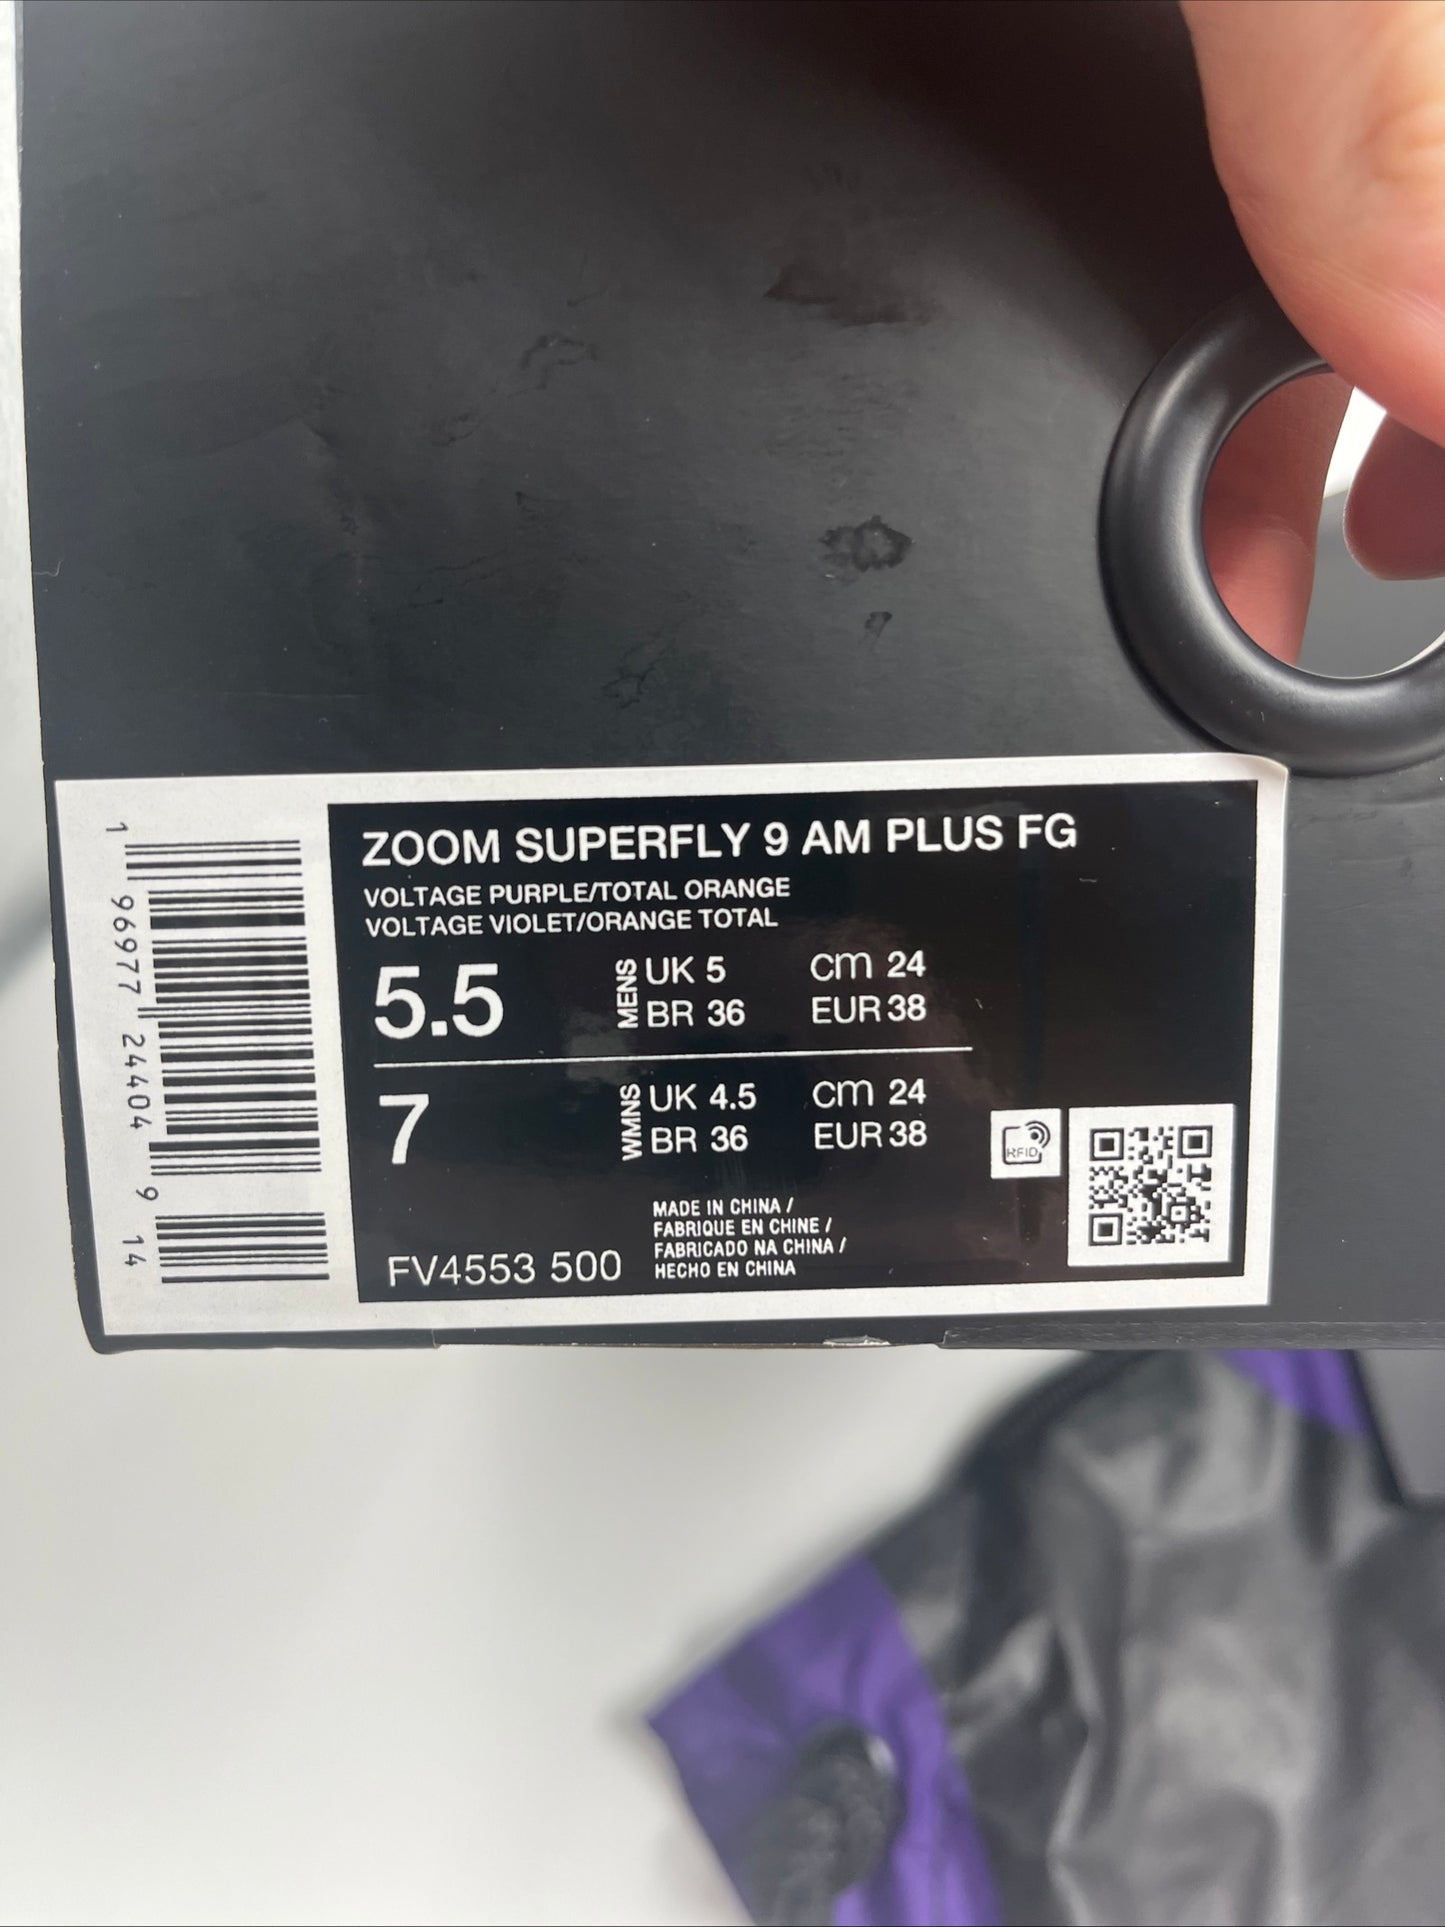 ZOOM SUPERFLY 9 AM PLUS FG
VOLTAGE PURPLE/TOTAL ORANGE
VOLTAGE VIOLET/ORANGE TOTAL
5.5 MENS UK 5 cm 24
BR 36 EUR 38
7 WMNS UK 4.5 cm 24
BR 36 EUR 38
RFID
MADE IN CHINA /
FABRIQUE EN CHINE /
FABRICADO NA CHINA /
HECHO EN CHINA
FV4553 500
1 96977 24404 9 14